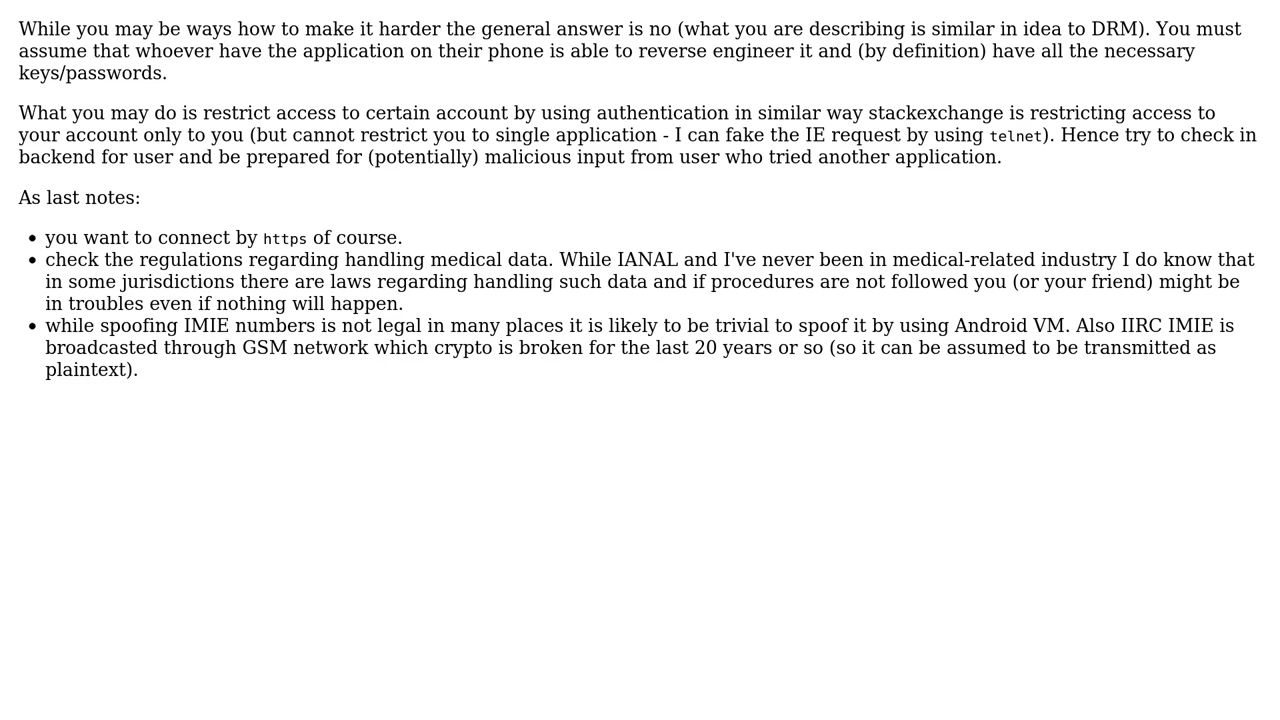 While you may be ways how to make it harder the general answer is no (what you are describing is similar in idea to DRM). You must
assume that whoever have the application on their phone is able to reverse engineer it and (by definition) have all the necessary
keys/passwords.
What you may do is restrict access to certain account by using authentication in similar way stackexchange is restricting access to
your account only to you (but cannot restrict you to single application - I can fake the IE request by using telnet). Hence try to check in
backend for user and be prepared for (potentially) malicious input from user who tried another application.
As last notes:
• you want to connect by https of course.
• check the regulations regarding handling medical data. While IANAL and I've never been in medical-related industry I do know that
in some jurisdictions there are laws regarding handling such data and if procedures are not followed you (or your friend) might be
in troubles even if nothing will happen.
• while spoofing IMIE numbers is not legal in many places it is likely to be trivial to spoof it by using Android VM. Also IIRC IMIE is
broadcasted through GSM network which crypto is broken for the last 20 years or so (so it can be assumed to be transmitted as
plaintext).